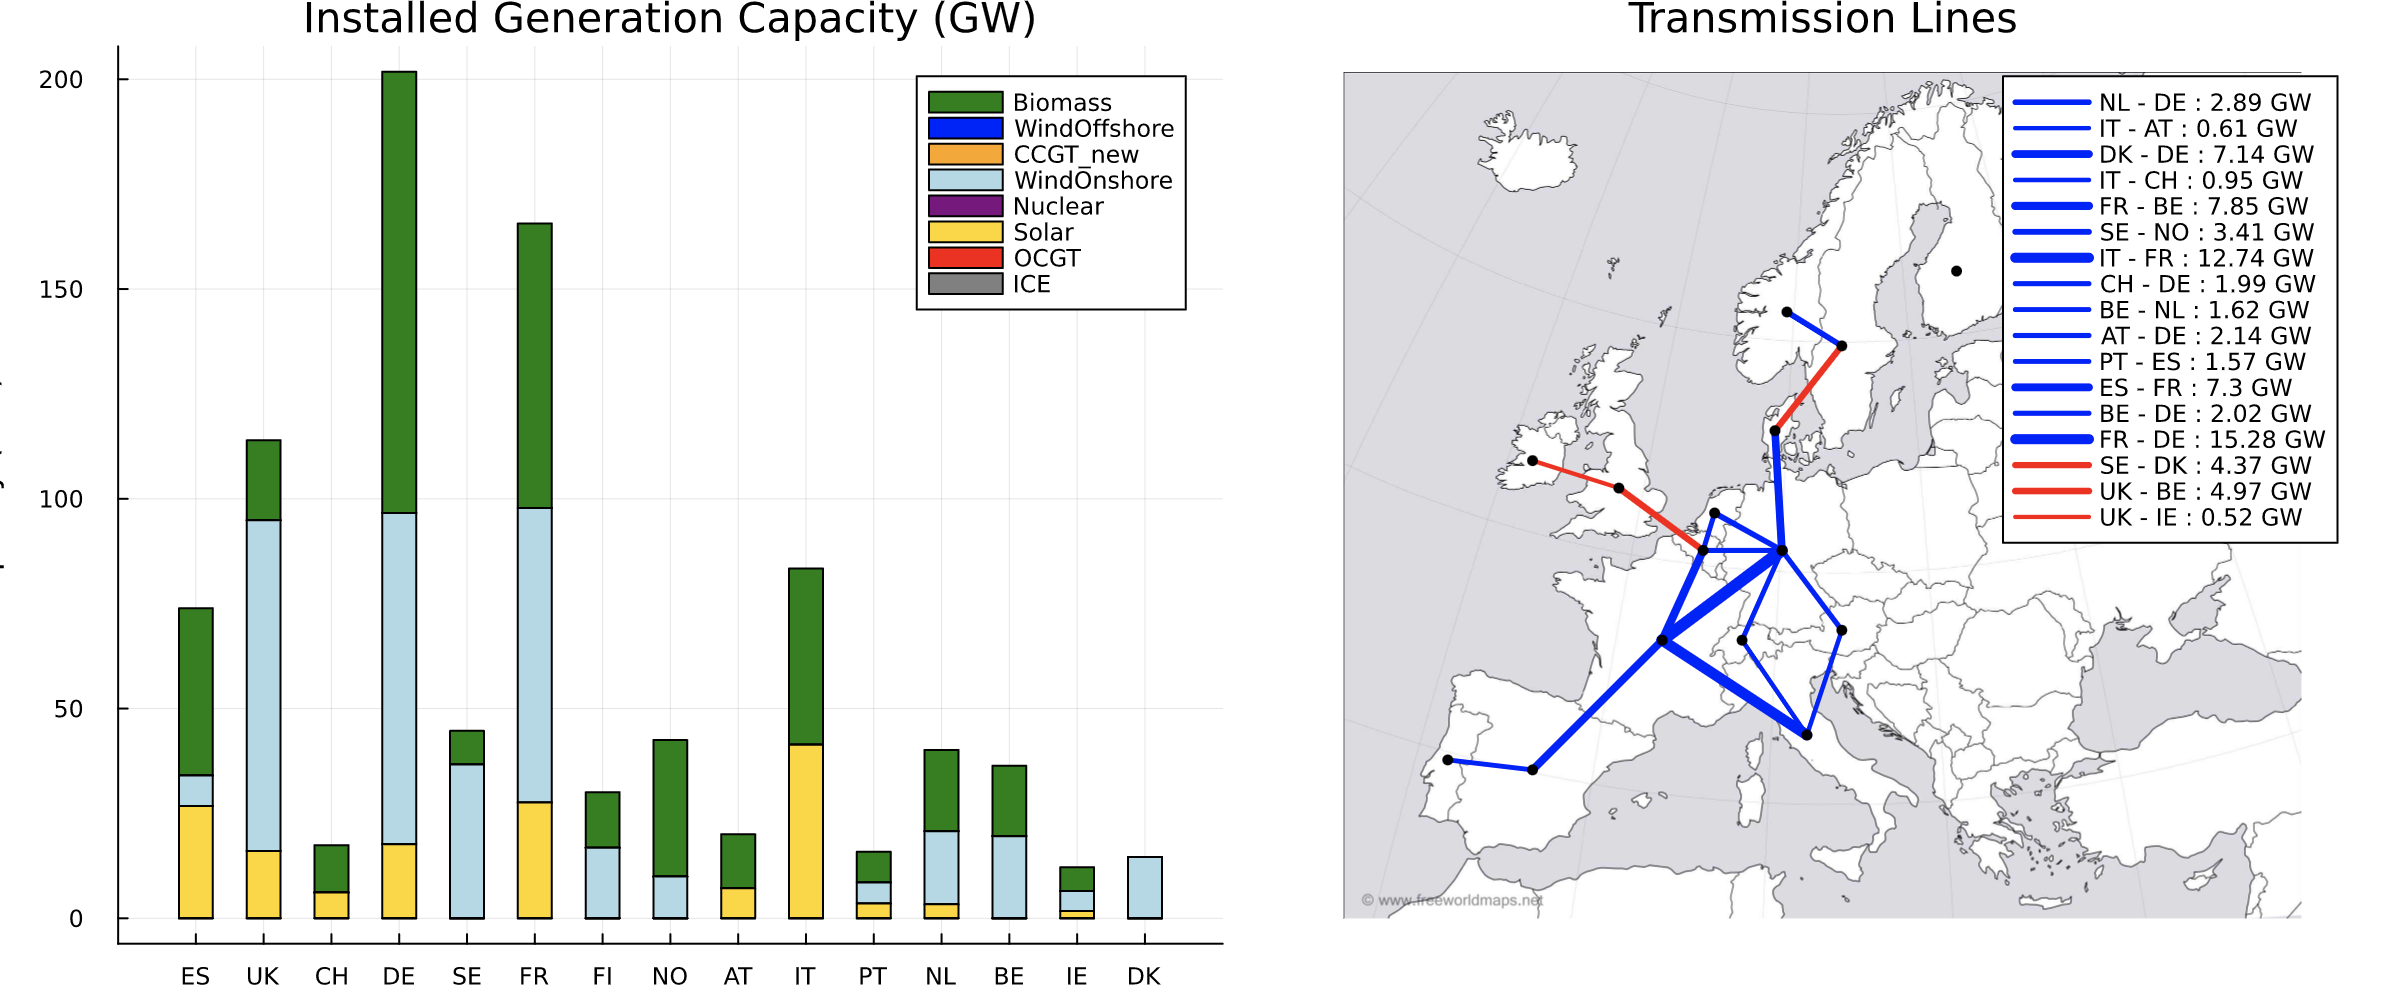 Installed Generation Capacity (GW)
200
150
100
50
0
ES UK CH DE SE FR FI NO AT IT PT NL BE IE DK
Biomass
WindOffshore
CCGT_new
WindOnshore
Nuclear
Solar
OCGT
ICE
Transmission Lines
NL - DE : 2.89 GW
IT - AT : 0.61 GW
DK - DE : 7.14 GW
IT - CH : 0.95 GW
FR - BE : 7.85 GW
SE - NO : 3.41 GW
IT - FR : 12.74 GW
CH - DE : 1.99 GW
BE - NL : 1.62 GW
AT - DE : 2.14 GW
PT - ES : 1.57 GW
ES - FR : 7.3 GW
BE - DE : 2.02 GW
FR - DE : 15.28 GW
SE - DK : 4.37 GW
UK - BE : 4.97 GW
UK - IE : 0.52 GW
© www.freeworldmaps.net